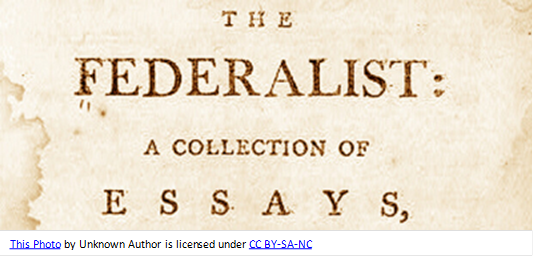 THE
FEDERALIST:
A COLLECTION OF
ESSAYS,
This Photo by Unknown Author is licensed under CC BY-SA-NC